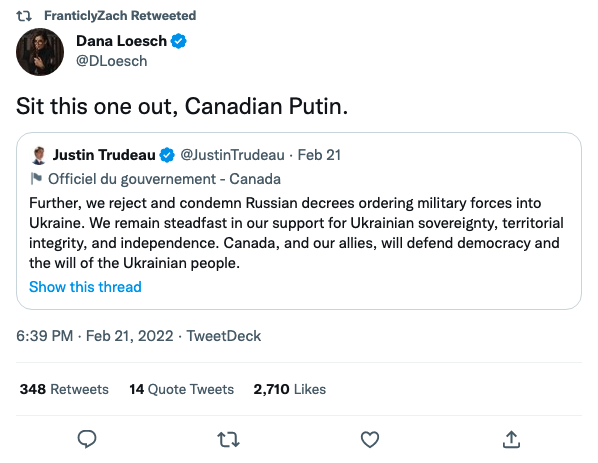 FranticlyZach Retweeted
Dana Loesch
@DLoesch
Sit this one out, Canadian Putin.
Justin Trudeau @JustinTrudeau · Feb 21
Officiel du gouvernement - Canada
Further, we reject and condemn Russian decrees ordering military forces into
Ukraine. We remain steadfast in our support for Ukrainian sovereignty, territorial
integrity, and independence. Canada, and our allies, will defend democracy and
the will of the Ukrainian people.
Show this thread
6:39 PM · Feb 21, 2022 · TweetDeck
348 Retweets 14 Quote Tweets 2,710 Likes